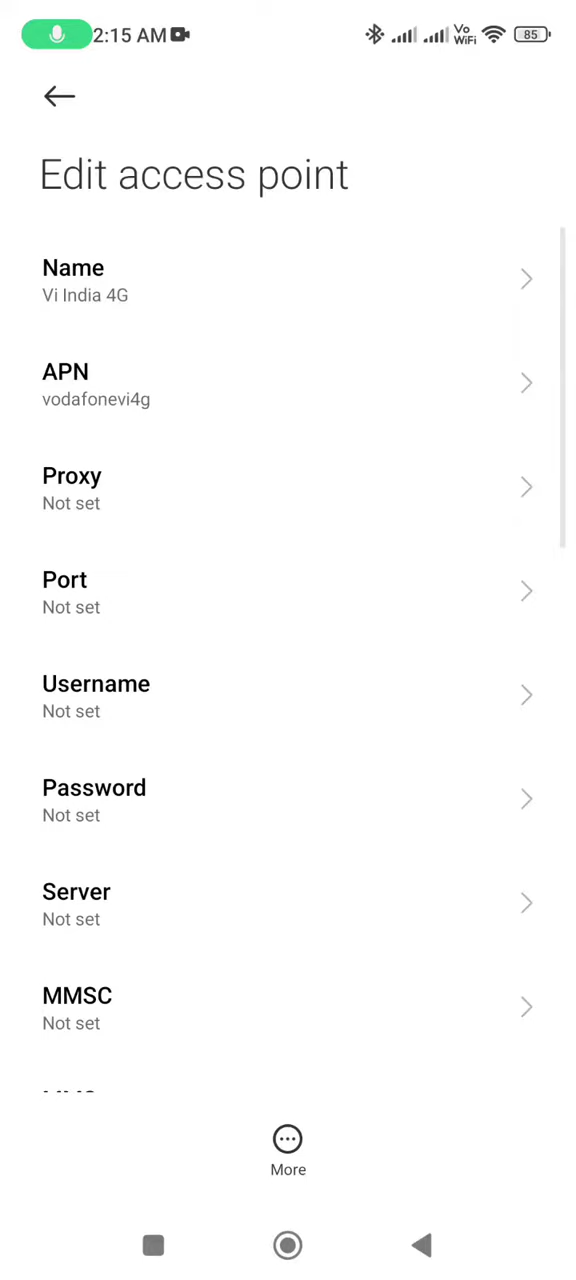 2:15 AM
Vo
WiFi
85
Edit access point
Name
Vi India 4G
APN
vodafonevi4g
Proxy
Not set
Port
Not set
Username
Not set
Password
Not set
Server
Not set
MMSC
Not set
More